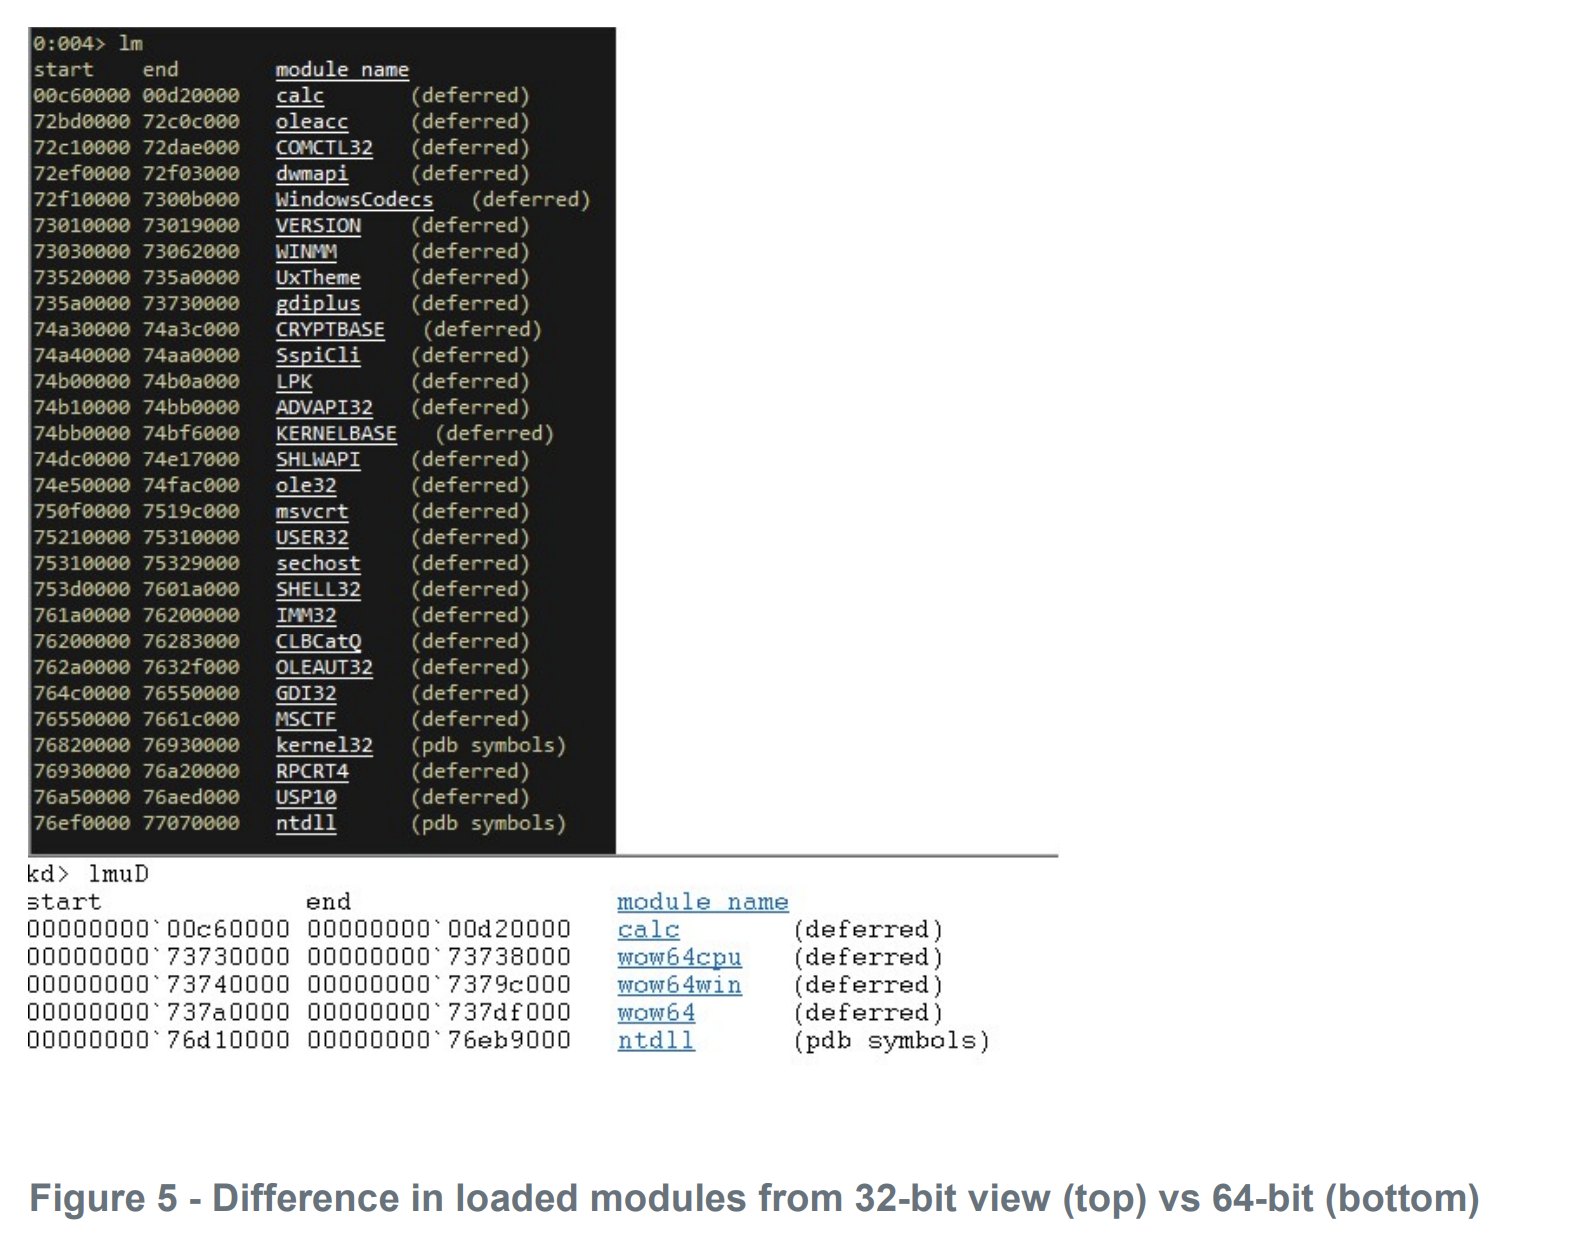 0:004> lm
start    end        module name
00c60000 00d20000   calc       (deferred)
72bd0000 72c0c000   oleacc     (deferred)
72c10000 72dae000   COMCTL32   (deferred)
72ef0000 72f03000   dwmapi     (deferred)
72f10000 7300b000   WindowsCodecs   (deferred)
73010000 73019000   VERSION    (deferred)
73030000 73062000   WINMM      (deferred)
73520000 735a0000   UxTheme    (deferred)
735a0000 73730000   gdiplus    (deferred)
74a30000 74a3c000   CRYPTBASE   (deferred)
74a40000 74aa0000   SspiCli    (deferred)
74b00000 74b0a000   LPK        (deferred)
74b10000 74bb0000   ADVAPI32   (deferred)
74bb0000 74bf6000   KERNELBASE   (deferred)
74dc0000 74e17000   SHLWAPI    (deferred)
74e50000 74fac000   ole32      (deferred)
750f0000 7519c000   msvcrt     (deferred)
75210000 75310000   USER32     (deferred)
75310000 75329000   sechost    (deferred)
753d0000 7601a000   SHELL32    (deferred)
761a0000 76200000   IMM32      (deferred)
76200000 76283000   CLBCatQ    (deferred)
762a0000 7632f000   OLEAUT32   (deferred)
764c0000 76550000   GDI32      (deferred)
76550000 7661c000   MSCTF      (deferred)
76820000 76930000   kernel32   (pdb symbols)
76930000 76a20000   RPCRT4     (deferred)
76a50000 76aed000   USP10      (deferred)
76ef0000 77070000   ntdll      (pdb symbols)
kd> lmuD
start             end                 module name
00000000`00c60000 00000000`00d20000   calc       (deferred)
00000000`73730000 00000000`73738000   wow64cpu   (deferred)
00000000`73740000 00000000`7379c000   wow64win   (deferred)
00000000`737a0000 00000000`737df000   wow64      (deferred)
00000000`76d10000 00000000`76eb9000   ntdll      (pdb symbols)
Figure 5 - Difference in loaded modules from 32-bit view (top) vs 64-bit (bottom)